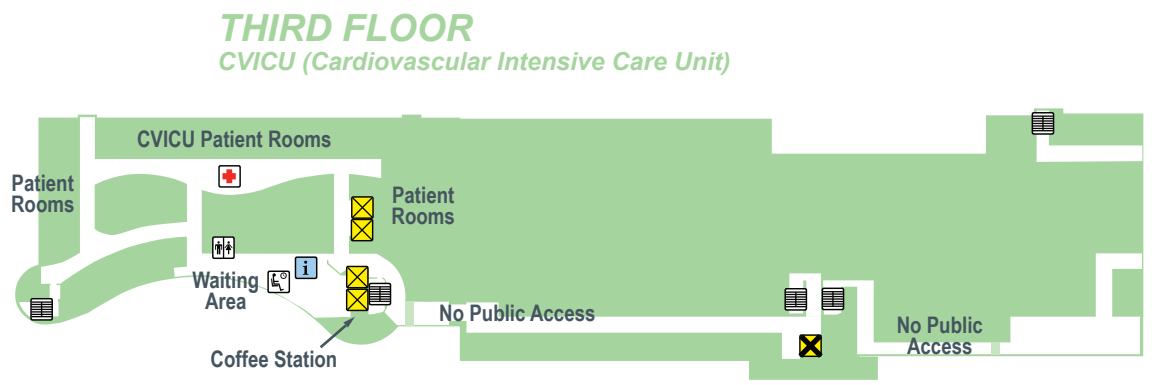 THIRD FLOOR
CVICU (Cardiovascular Intensive Care Unit)
CVICU Patient Rooms
Patient
Rooms
Patient
Rooms
i
Waiting
Area
No Public Access
No Public
Access
Coffee Station